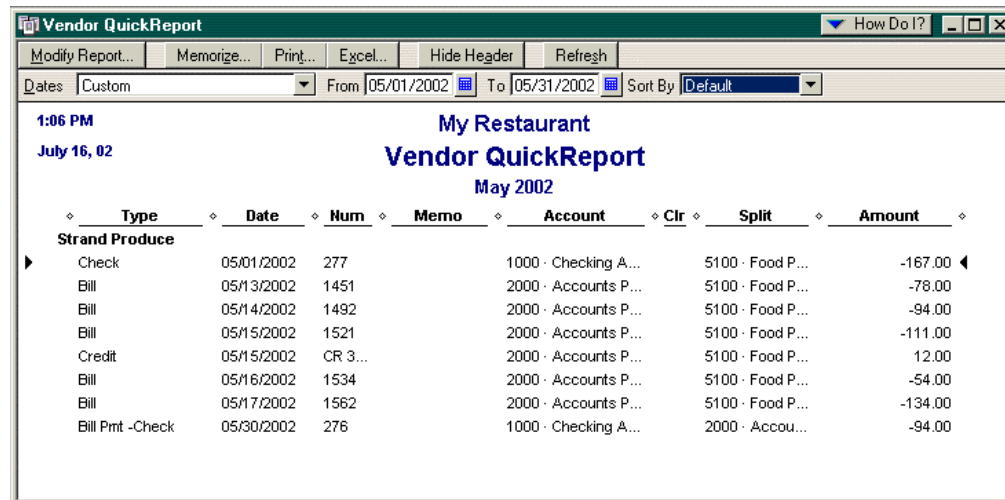 Vendor QuickReport How Do I?
Modify Report... Memorize... Print... Excel... Hide Header Refresh
Dates Custom From 05/01/2002 To 05/31/2002 Sort By Default
1:06 PM
July 16, 02
My Restaurant
Vendor QuickReport
May 2002
Type Date Num Memo Account Clr Split Amount
Strand Produce
Check 05/01/2002 277 1000 · Checking A... 5100 · Food P... -167.00
Bill 05/13/2002 1451 2000 · Accounts P... 5100 · Food P... -78.00
Bill 05/14/2002 1492 2000 · Accounts P... 5100 · Food P... -94.00
Bill 05/15/2002 1521 2000 · Accounts P... 5100 · Food P... -111.00
Credit 05/15/2002 CR 3... 2000 · Accounts P... 5100 · Food P... 12.00
Bill 05/16/2002 1534 2000 · Accounts P... 5100 · Food P... -54.00
Bill 05/17/2002 1562 2000 · Accounts P... 5100 · Food P... -134.00
Bill Pmt -Check 05/30/2002 276 1000 · Checking A... 2000 · Accou... -94.00